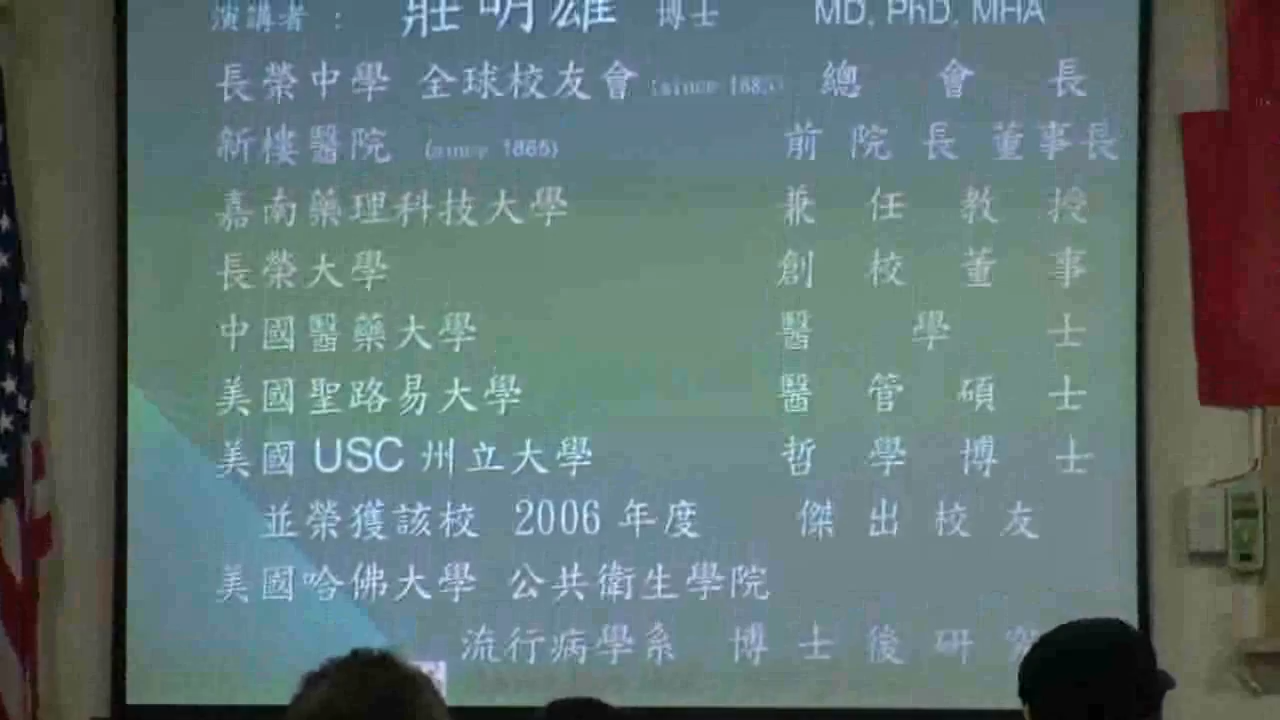 演講者 : 莊明雄 博士 MD, PhD, MHA
長榮中學 全球校友會 (since 1885) 總會長
新樓醫院 (since 1865) 前院長董事長
嘉南藥理科技大學 兼任教授
長榮大學 創校董事
中國醫藥大學 醫學士
美國聖路易大學 醫管碩士
美國 USC 州立大學 哲學博士
並榮獲該校 2006 年度 傑出校友
美國哈佛大學 公共衛生學院
流行病學系 博士後研